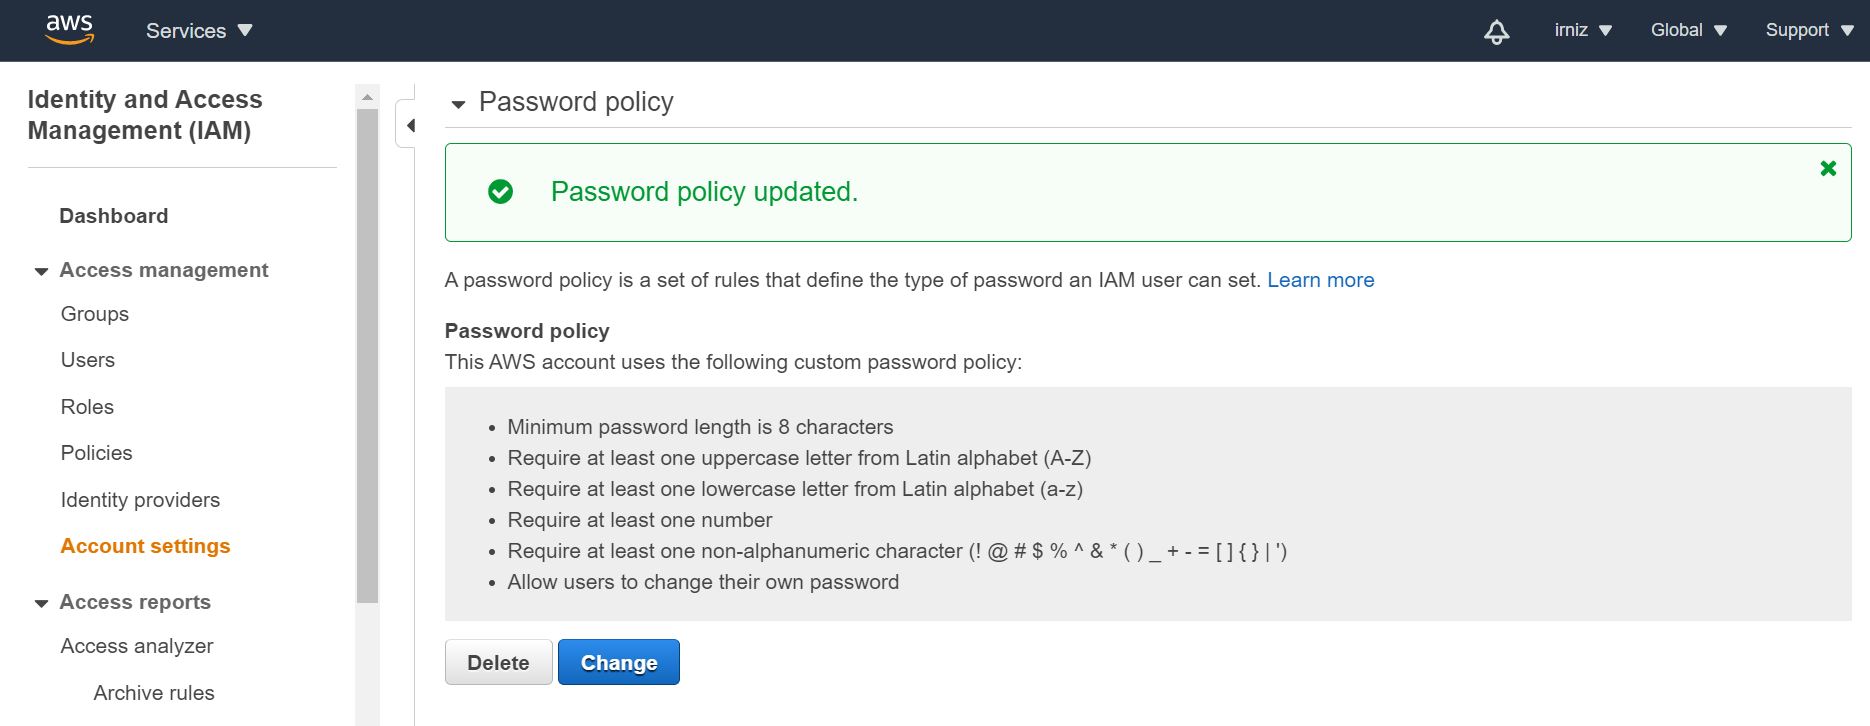 aws
Services
irniz
Global
Support
Identity and Access
Management (IAM)
Dashboard
Access management
Groups
Users
Roles
Policies
Identity providers
Account settings
Access reports
Access analyzer
Archive rules
Password policy
Password policy updated.
A password policy is a set of rules that define the type of password an IAM user can set. Learn more
Password policy
This AWS account uses the following custom password policy:
• Minimum password length is 8 characters
• Require at least one uppercase letter from Latin alphabet (A-Z)
• Require at least one lowercase letter from Latin alphabet (a-z)
• Require at least one number
• Require at least one non-alphanumeric character (! @ # $ % ^ & * ( ) _ + - = [ ] { } | ')
• Allow users to change their own password
Delete
Change